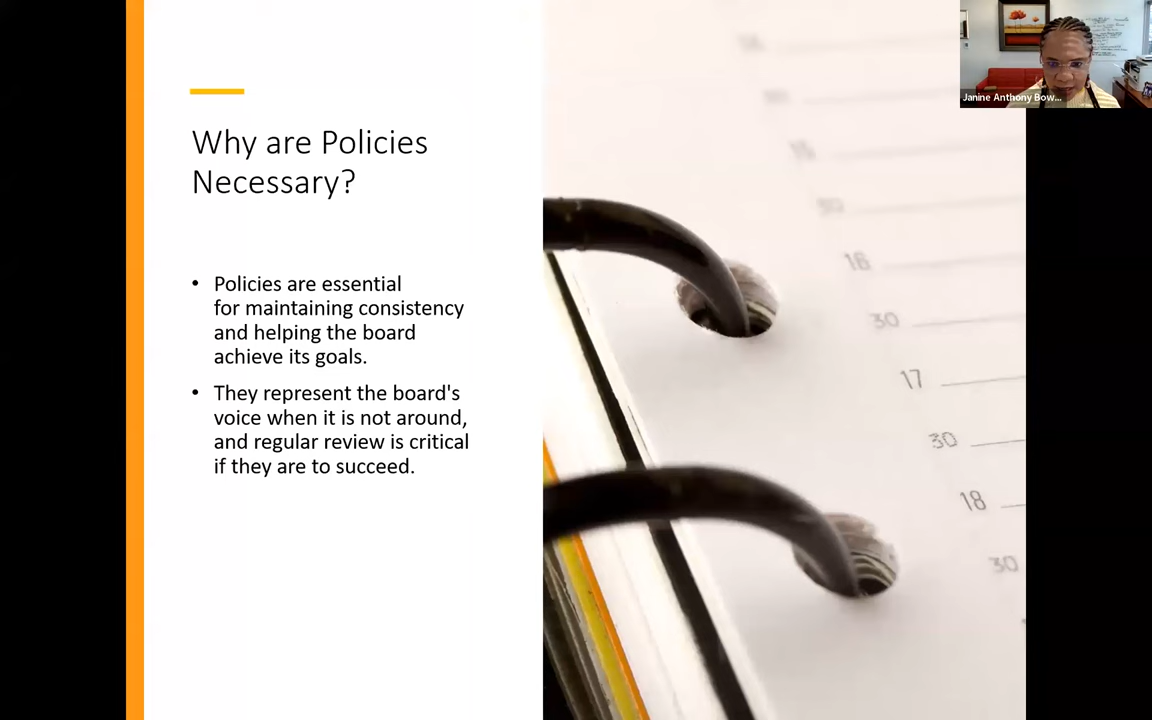 Why are Policies
Necessary?
• Policies are essential
for maintaining consistency
and helping the board
achieve its goals.
• They represent the board's
voice when it is not around,
and regular review is critical
if they are to succeed.
Janine Anthony Bow...
16
30
17
30
18
30